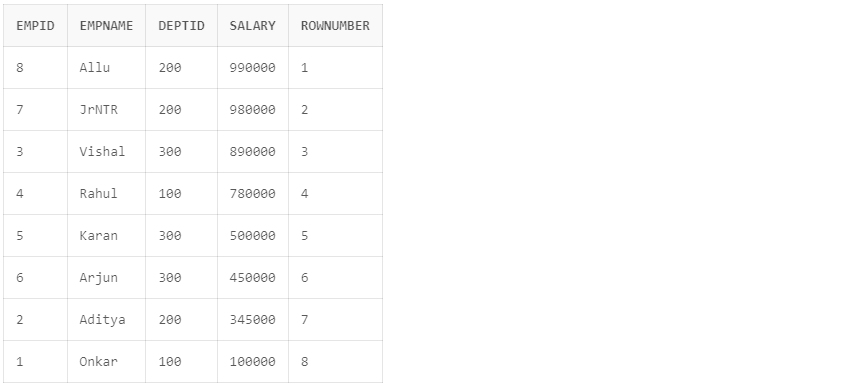 EMPID EMPNAME DEPTID SALARY ROWNUMBER
8 Allu 200 990000 1
7 JrNTR 200 980000 2
3 Vishal 300 890000 3
4 Rahul 100 780000 4
5 Karan 300 500000 5
6 Arjun 300 450000 6
2 Aditya 200 345000 7
1 Onkar 100 100000 8